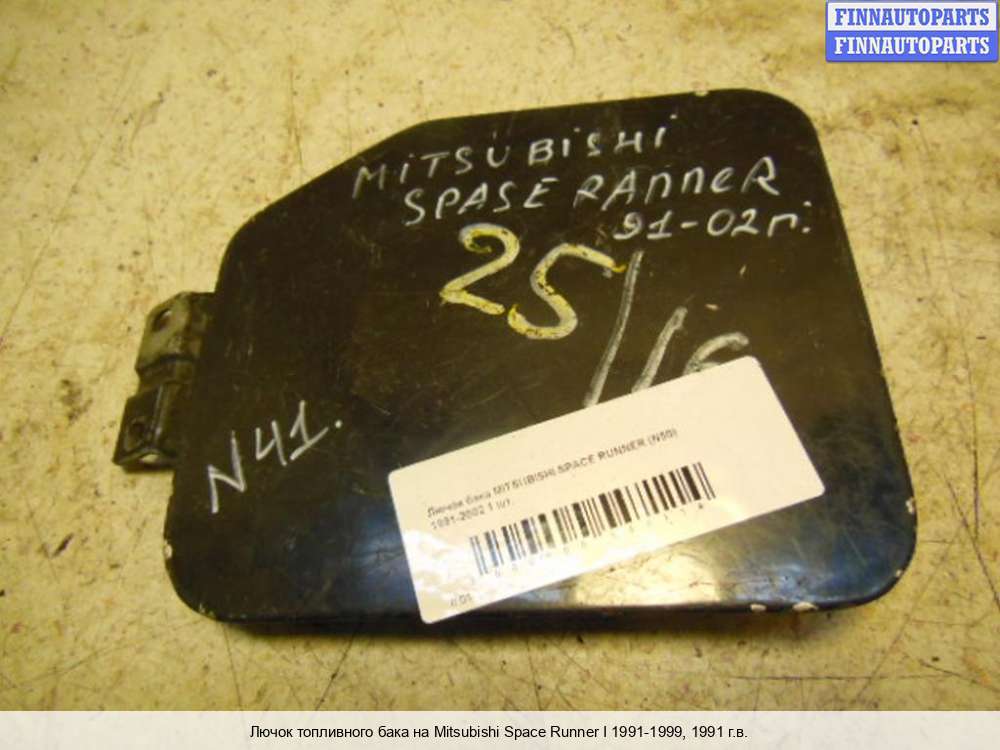 FINNAUTOPARTS
FINNAUTOPARTS
MiTSUBiSHi
SPASE RAnneR
91-02г.
25/16
N41.
Лючок бака MITSUBISHI SPACE RUNNER (N50)
1991-2002 1 шт.
Лючок топливного бака на Mitsubishi Space Runner I 1991-1999, 1991 г.в.